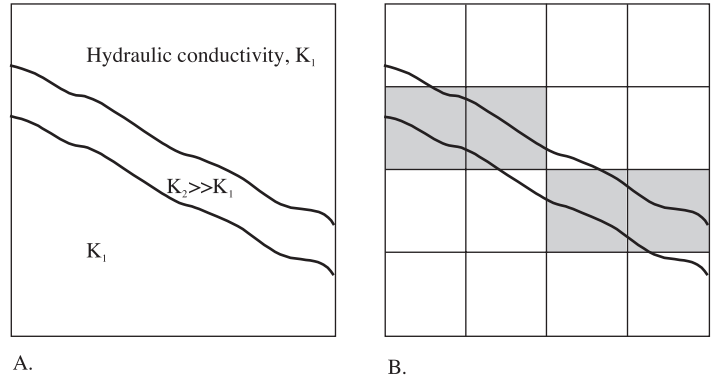 Hydraulic conductivity, K₁
K₂>>K₁
K₁
A.
B.